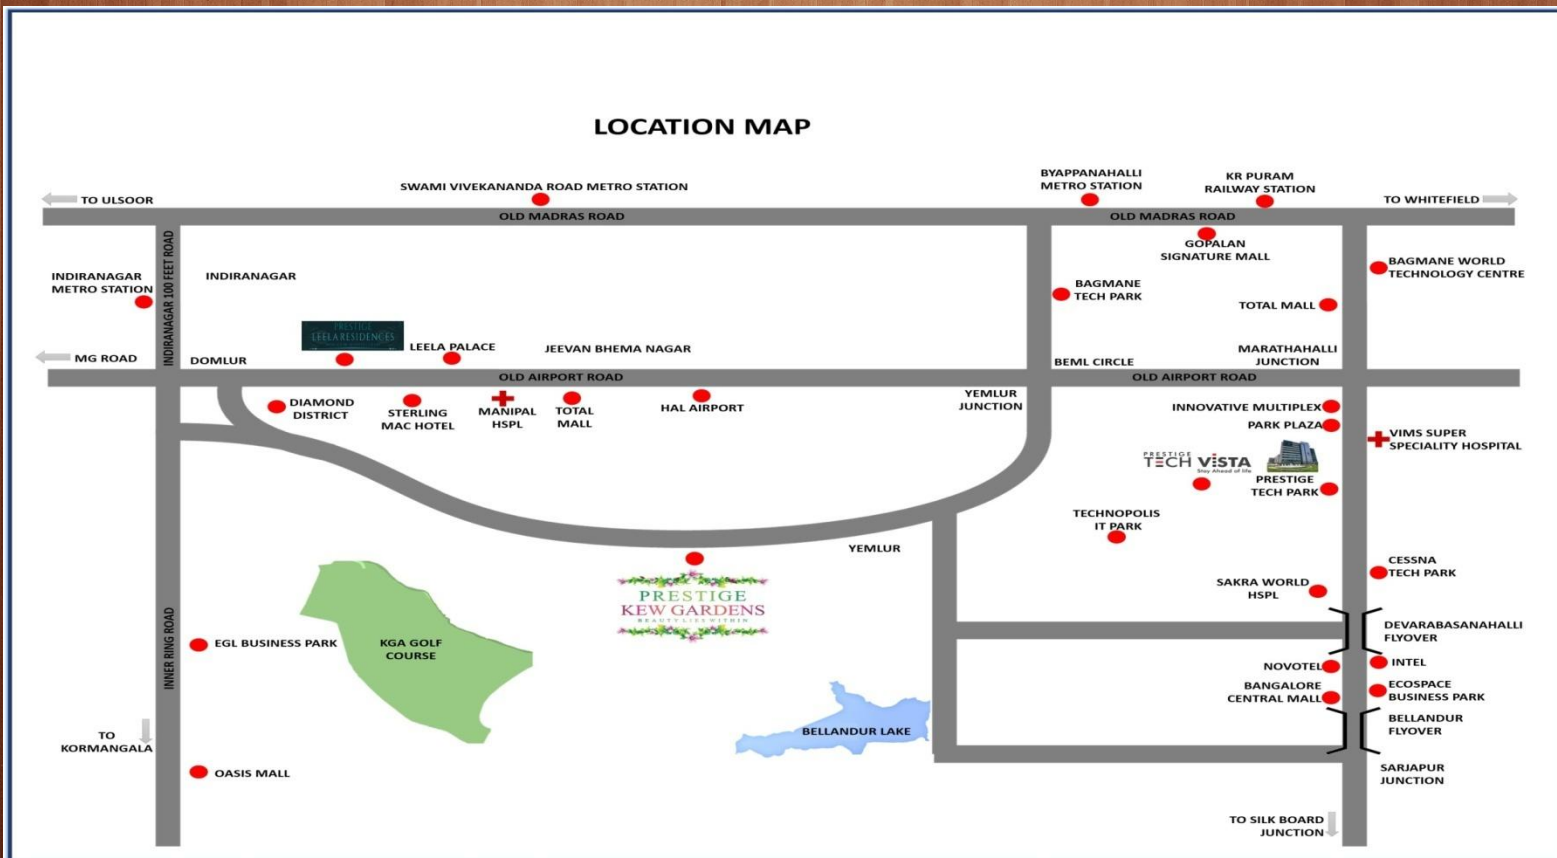 LOCATION MAP
SWAMI VIVEKANANDA ROAD METRO STATION
BYAPPANAHALLI
METRO STATION
KR PURAM
RAILWAY STATION
TO ULSOOR
TO WHITEFIELD
OLD MADRAS ROAD
OLD MADRAS ROAD
GOPALAN
SIGNATURE MALL
INDIRANAGAR 100 FEET ROAD
INDIRANAGAR
METRO STATION
INDIRANAGAR
BAGMANE WORLD
TECHNOLOGY CENTRE
BAGMANE
TECH PARK
TOTAL MALL
PRESTIGE
LEELA RESIDENCES
LEELA PALACE
JEEVAN BHEMA NAGAR
MARATHAHALLI
JUNCTION
MG ROAD
DOMLUR
BEML CIRCLE
OLD AIRPORT ROAD
OLD AIRPORT ROAD
DIAMOND
DISTRICT
STERLING
MAC HOTEL
MANIPAL
HSPL
TOTAL
MALL
HAL AIRPORT
YEMLUR
JUNCTION
INNOVATIVE MULTIPLEX
PARK PLAZA
VIMS SUPER
SPECIALITY HOSPITAL
PRESTIGE
TECH VISTA
Stay Ahead of life
PRESTIGE
TECH PARK
TECHNOPOLIS
IT PARK
YEMLUR
CESSNA
TECH PARK
SAKRA WORLD
HSPL
PRESTIGE
KEW GARDENS
BEAUTY LIES WITHIN
DEVARABASANAHALLI
FLYOVER
INNER RING ROAD
EGL BUSINESS PARK
KGA GOLF
COURSE
NOVOTEL
INTEL
BANGALORE
CENTRAL MALL
ECOSPACE
BUSINESS PARK
BELLANDUR
FLYOVER
BELLANDUR LAKE
TO
KORMANGALA
OASIS MALL
SARJAPUR
JUNCTION
TO SILK BOARD
JUNCTION